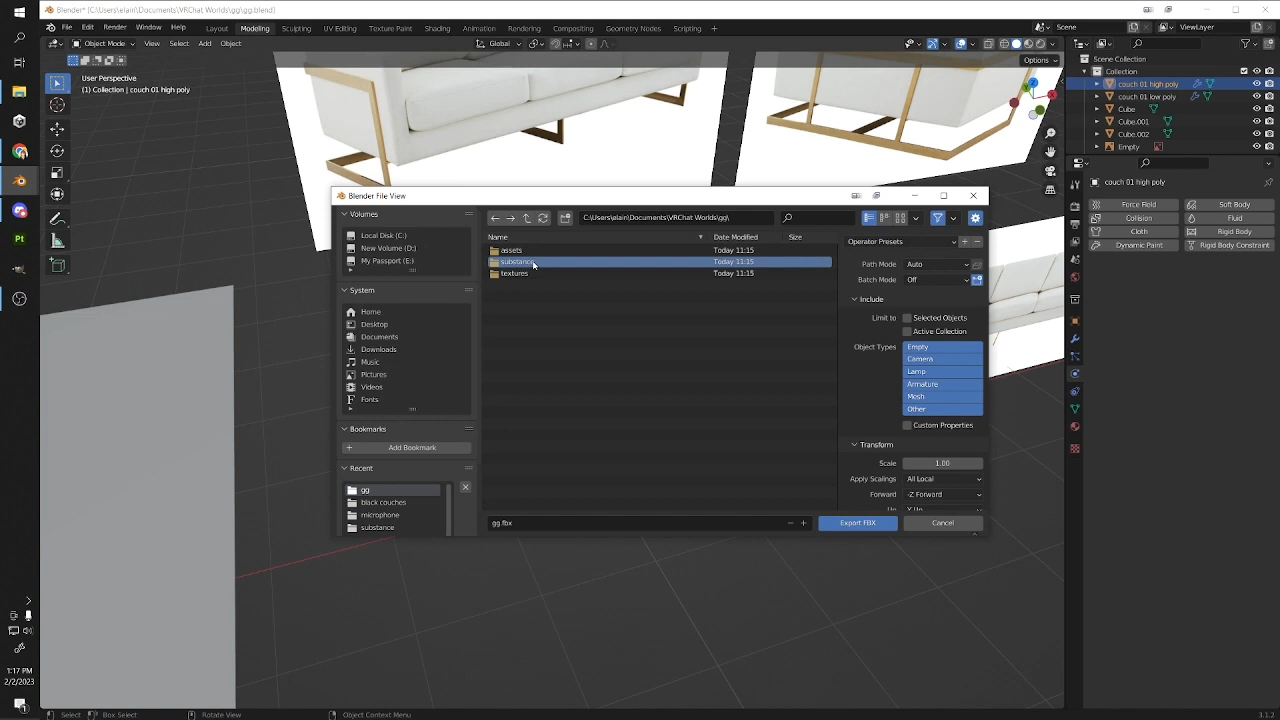 Blender* [C:\Users\elain\Documents\VRChat Worlds\gg\gg.blend]
File Edit Render Window Help Layout Modeling Sculpting UV Editing Texture Paint Shading Animation Rendering Compositing Geometry Nodes Scripting + Scene ViewLayer
Object Mode View Select Add Object Global
Options
User Perspective
(1) Collection | couch 01 high poly
Scene Collection
Collection
couch 01 high poly
couch 01 low poly
Cube
Cube.001
Cube.002
Empty
couch 01 high poly
Force Field Soft Body
Collision Fluid
Cloth Rigid Body
Dynamic Paint Rigid Body Constraint
Blender File View
Volumes
Local Disk (C:)
New Volume (D:)
My Passport (E:)
System
Home
Desktop
Documents
Downloads
Music
Pictures
Videos
Fonts
Bookmarks
Add Bookmark
Recent
gg
black couches
microphone
substance
C:\Users\elain\Documents\VRChat Worlds\gg\
Name Date Modified Size
assets Today 11:15
substance Today 11:15
textures Today 11:15
gg.fbx
Operator Presets
Path Mode Auto
Batch Mode Off
Include
Limit to Selected Objects
Active Collection
Object Types Empty
Camera
Lamp
Armature
Mesh
Other
Custom Properties
Transform
Scale 1.00
Apply Scalings All Local
Forward -Z Forward
Up Y Up
Export FBX Cancel
Pt
1:17 PM
2/2/2023
Select Box Select Rotate View Object Context Menu
3.1.2